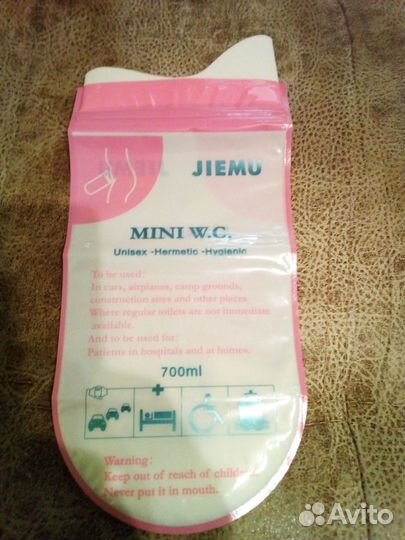 JIEMU
MINI W.C.
Unisex -Hermetic -Hygienic
To be used:
In cars, airplanes, camp grounds,
construction sites and other places
Where regular toilets are not immediam
available.
And to be used for:
Patients in hospitals and at homes.
700ml
Warning:
Keep out of reach of children.
Never put it in mouth.
Avito